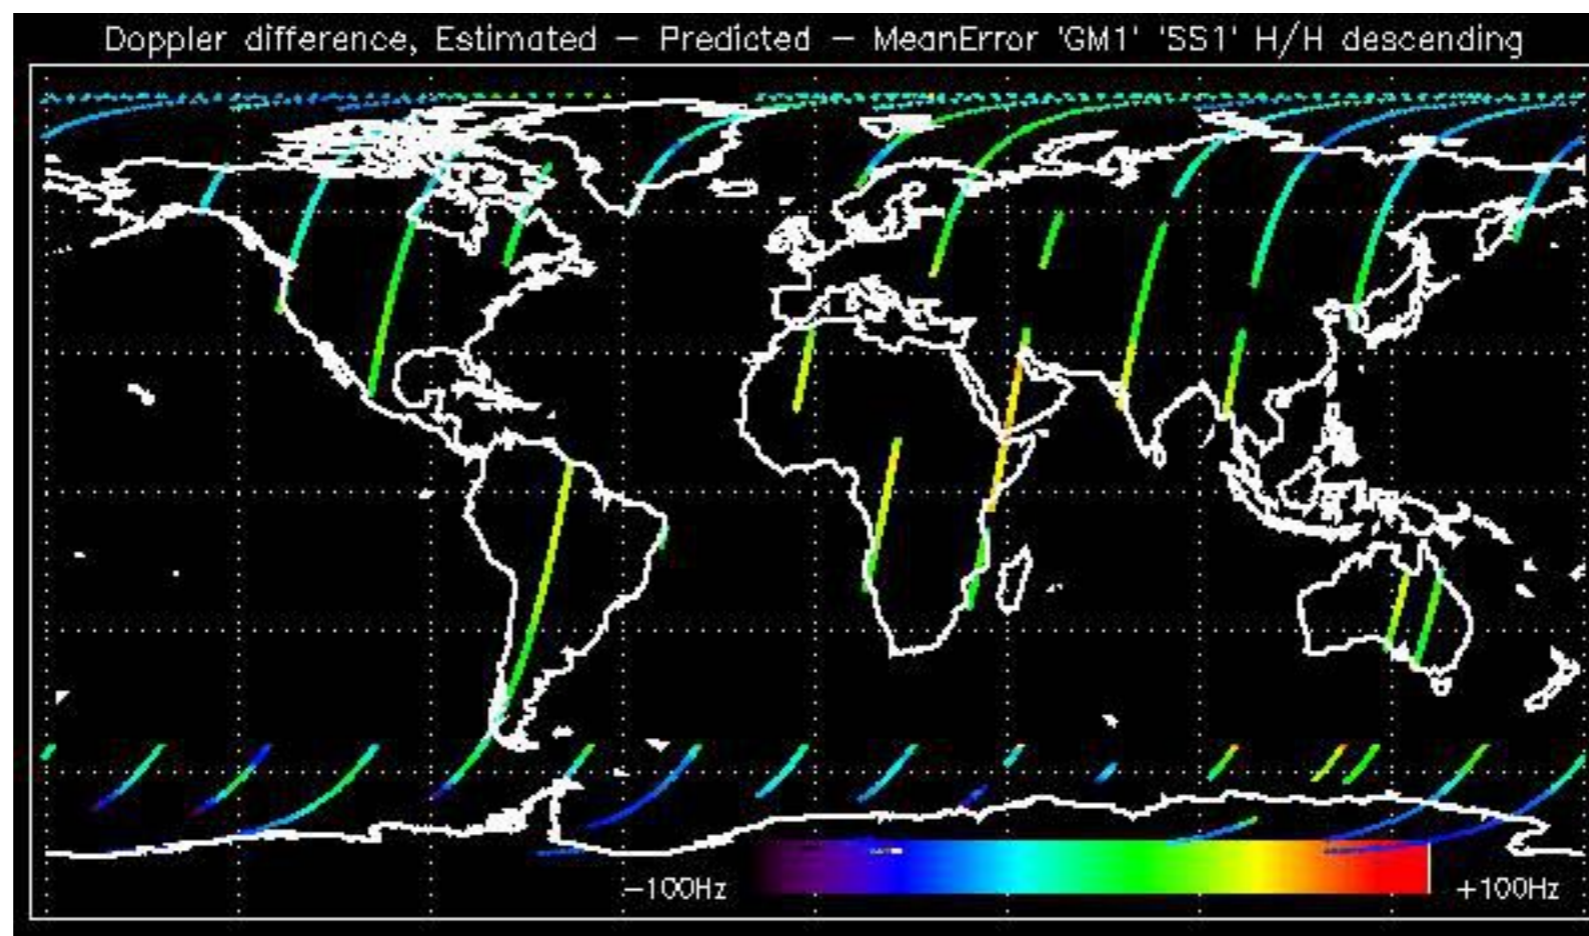 Doppler difference, Estimated – Predicted – MeanError 'GM1' 'SS1' H/H descending
-100Hz
+100Hz